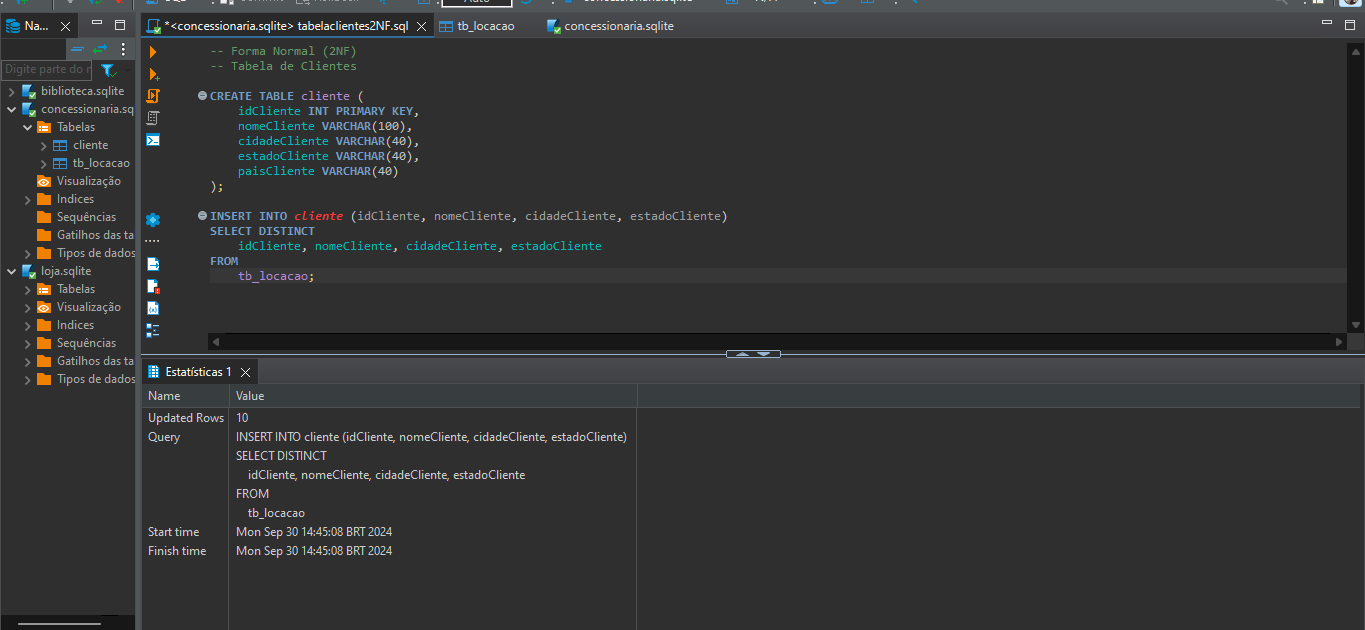 Auto
Na...
*<concessionaria.sqlite> tabelaclientes2NF.sql
tb_locacao
concessionaria.sqlite
Digite parte do r
biblioteca.sqlite
concessionaria.sq
Tabelas
cliente
tb_locacao
Visualização
Indices
Sequências
Gatilhos das ta
Tipos de dados
loja.sqlite
Tabelas
Visualização
Indices
Sequências
Gatilhos das ta
Tipos de dados
-- Forma Normal (2NF)
-- Tabela de Clientes
CREATE TABLE cliente (
idCliente INT PRIMARY KEY,
nomeCliente VARCHAR(100),
cidadeCliente VARCHAR(40),
estadoCliente VARCHAR(40),
paisCliente VARCHAR(40)
);
INSERT INTO cliente (idCliente, nomeCliente, cidadeCliente, estadoCliente)
SELECT DISTINCT
idCliente, nomeCliente, cidadeCliente, estadoCliente
FROM
tb_locacao;
Estatísticas 1
Name Value
Updated Rows 10
Query INSERT INTO cliente (idCliente, nomeCliente, cidadeCliente, estadoCliente)
SELECT DISTINCT
idCliente, nomeCliente, cidadeCliente, estadoCliente
FROM
tb_locacao
Start time Mon Sep 30 14:45:08 BRT 2024
Finish time Mon Sep 30 14:45:08 BRT 2024